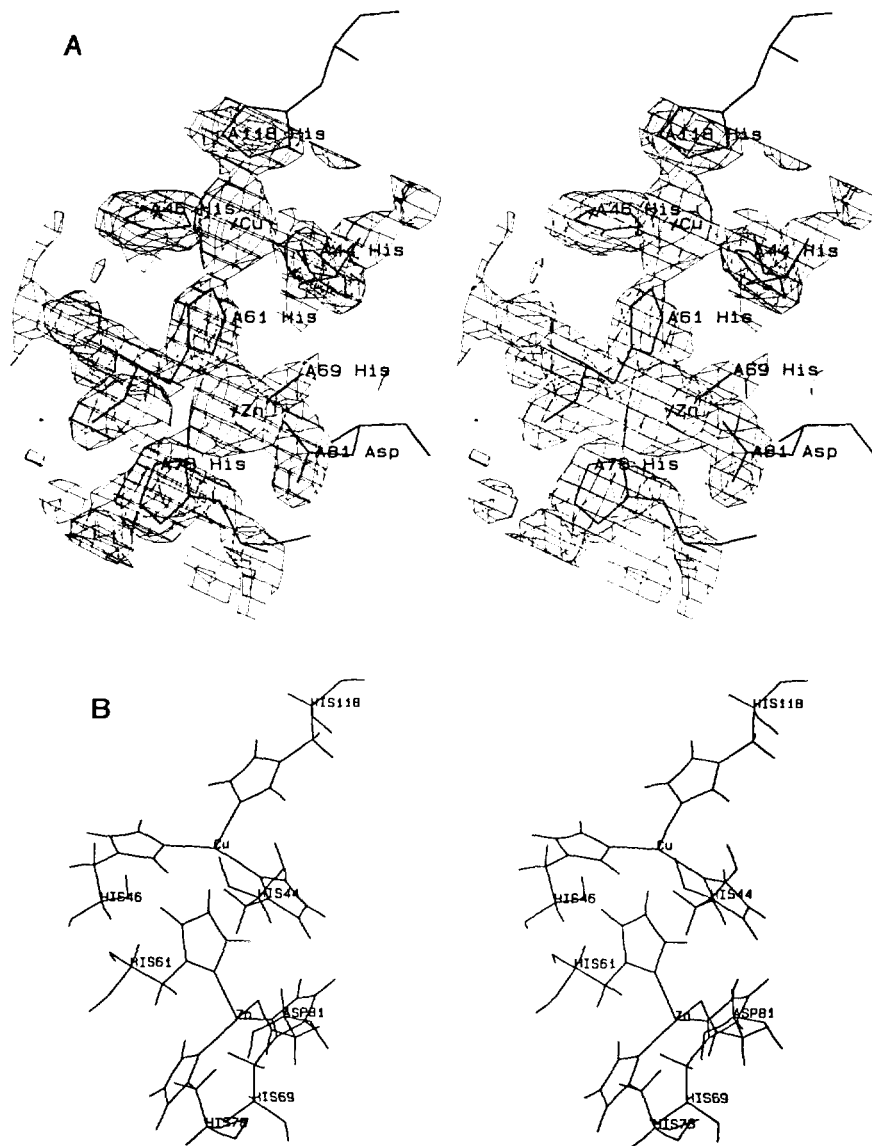 A
A118 His
A118 His
A46 His
Cu
A46 His
Cu
A44 His
A44 His
A61 His
A61 His
A69 His
A69 His
Zn
Zn
A81 Asp
A81 Asp
A78 His
A78 His
B
HIS118
HIS118
Cu
Cu
HIS46
HIS44
HIS46
HIS44
HIS61
HIS61
Zn
ASP81
Zn
ASP81
HIS69
HIS69
HIS78
HIS78